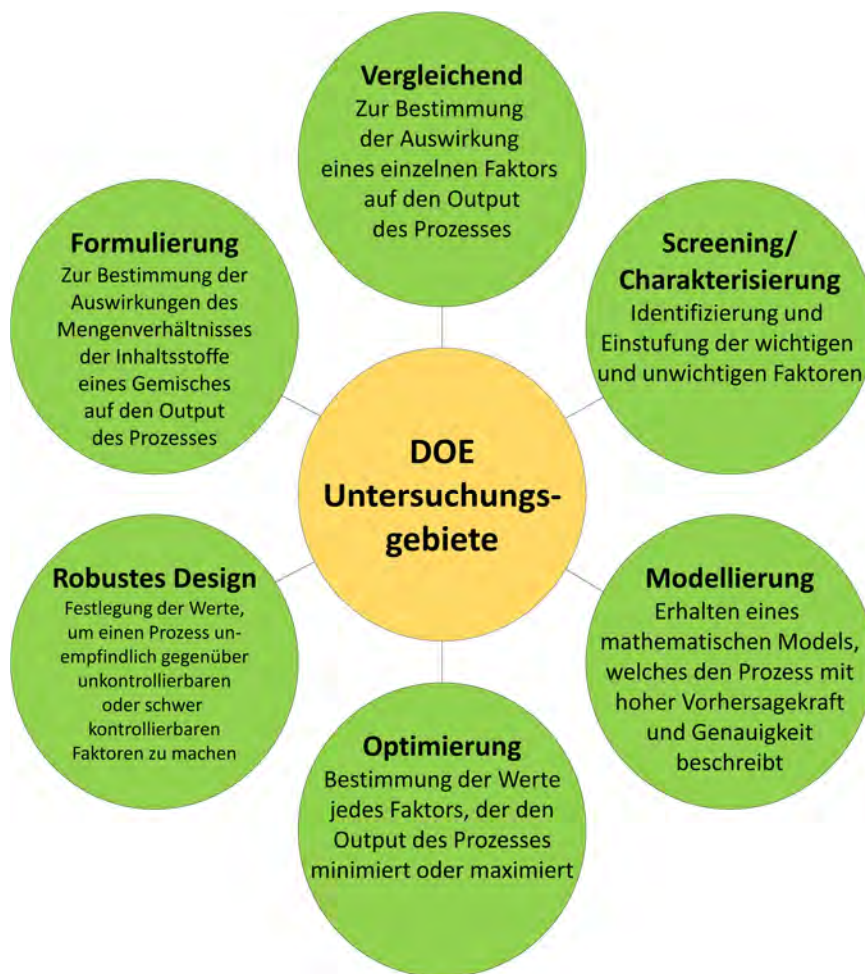 Vergleichend
Zur Bestimmung
der Auswirkung
eines einzelnen Faktors
auf den Output
des Prozesses
Formulierung
Zur Bestimmung der
Auswirkungen des
Mengenverhältnisses
der Inhaltsstoffe
eines Gemisches
auf den Output
des Prozesses
Screening/
Charakterisierung
Identifizierung und
Einstufung der wichtigen
und unwichtigen Faktoren
DOE
Untersuchungs-
gebiete
Robustes Design
Festlegung der Werte,
um einen Prozess un-
empfindlich gegenüber
unkontrollierbaren
oder schwer
kontrollierbaren
Faktoren zu machen
Modellierung
Erhalten eines
mathematischen Models,
welches den Prozess mit
hoher Vorhersagekraft
und Genauigkeit
beschreibt
Optimierung
Bestimmung der Werte
jedes Faktors, der den
Output des Prozesses
minimiert oder maximiert